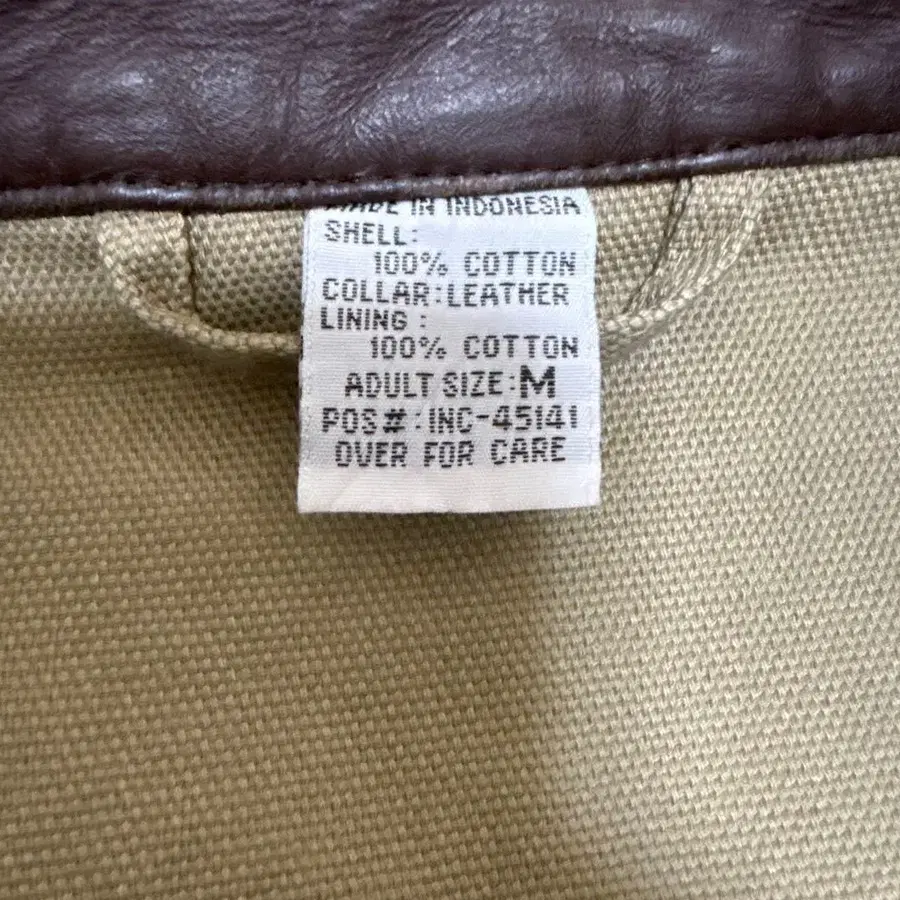 MADE IN INDONESIA
SHELL:
100% COTTON
COLLAR:LEATHER
LINING :
100% COTTON
ADULT SIZE:M
POS#:INC-45141
OVER FOR CARE